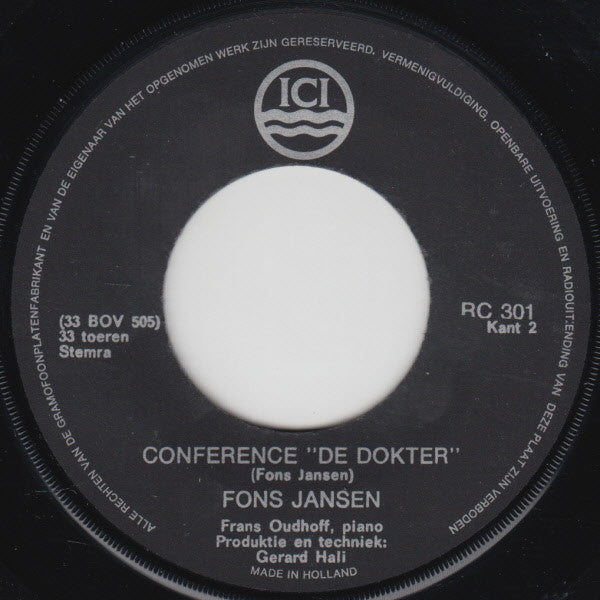 ALLE RECHTEN VAN DE GRAMOFOONPLATENFABRIKANT EN VAN DE EIGENAAR VAN HET OPGENOMEN WERK ZIJN GERESERVEERD. VERMENIGVULDIGING, OPENBARE UITVOERING EN RADIOUITZENDING VAN DEZE PLAAT ZIJN VERBODEN
ICI
(33 BOV 505)
33 toeren
Stemra
RC 301
Kant 2
CONFERENCE "DE DOKTER"
(Fons Jansen)
FONS JANSEN
Frans Oudhoff, piano
Produktie en techniek:
Gerard Hali
MADE IN HOLLAND